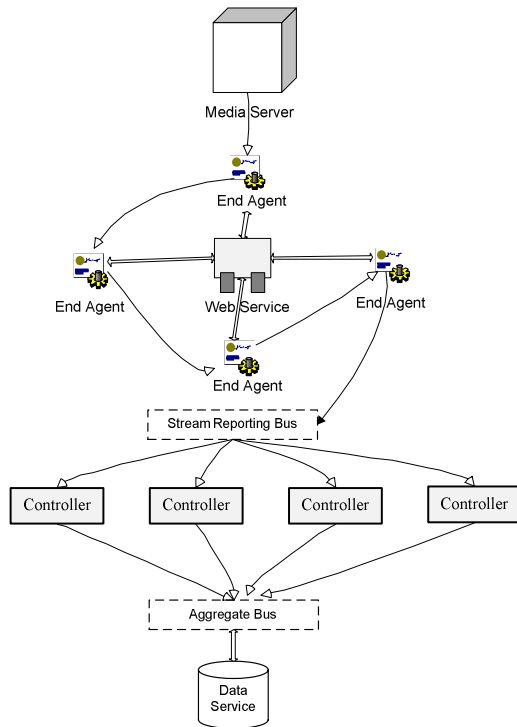 Media Server
End Agent
End Agent
Web Service
End Agent
End Agent
Stream Reporting Bus
Controller
Controller
Controller
Controller
Aggregate Bus
Data
Service